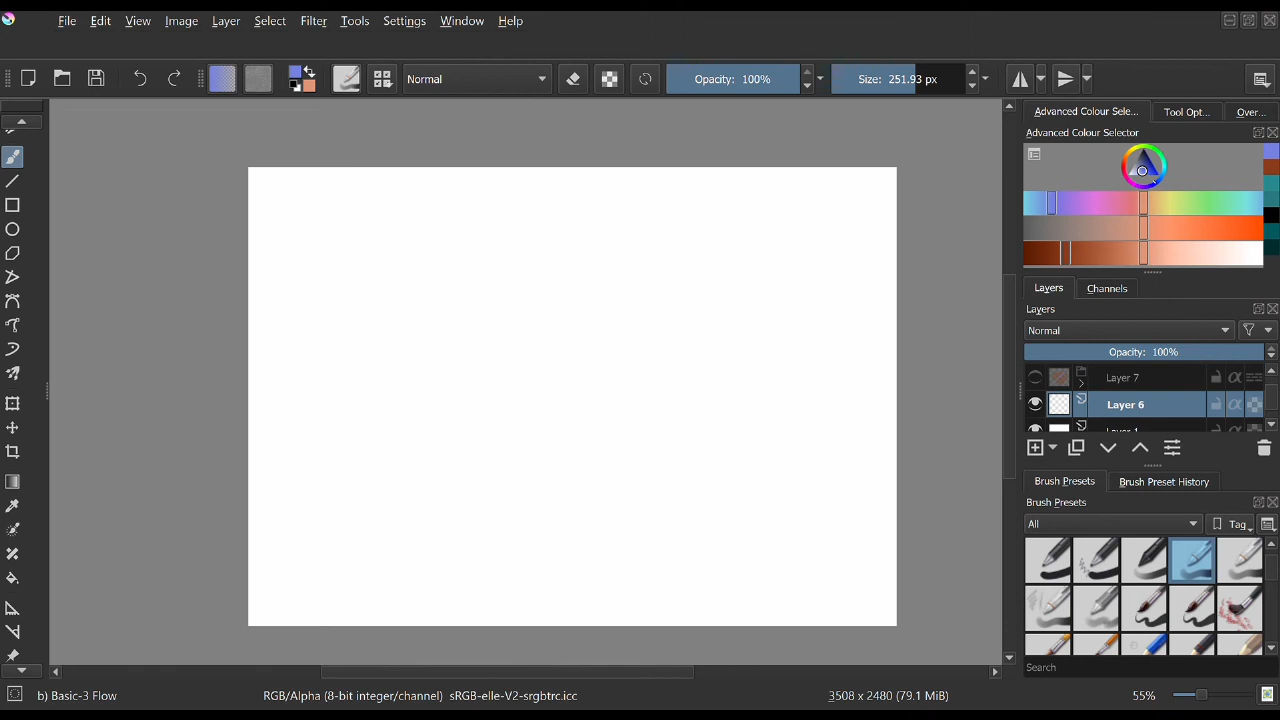 File Edit View Image Layer Select Filter Tools Settings Window Help
Normal Opacity: 100% Size: 251.93 px
Advanced Colour Sele... Tool Opt... Over...
Advanced Colour Selector
Layers Channels
Layers
Normal
Opacity: 100%
Layer 7
Layer 6
Layer 1
Brush Presets Brush Preset History
Brush Presets
All Tag
Search
b) Basic-3 Flow RGB/Alpha (8-bit integer/channel) sRGB-elle-V2-srgbtrc.icc 3508 x 2480 (79.1 MiB) 55%